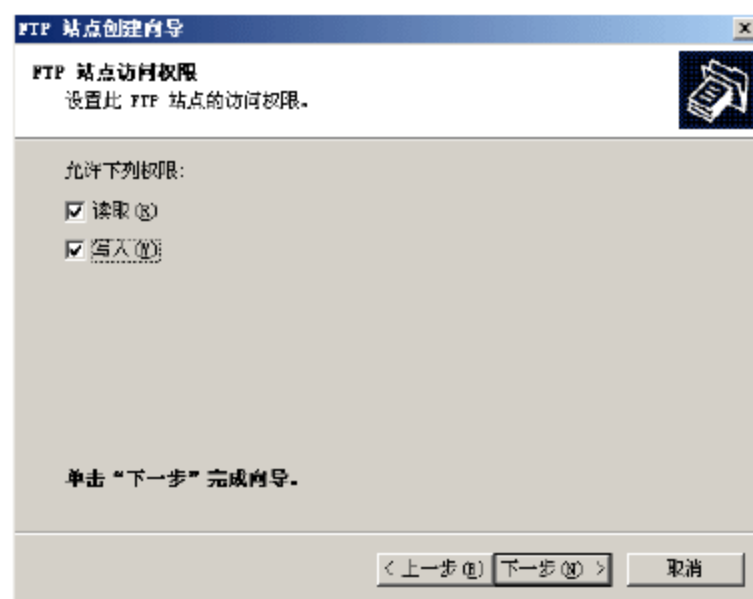 FTP 站点创建向导
FTP 站点访问权限
设置此 FTP 站点的访问权限。
允许下列权限:
读取(R)
写入(W)
单击“下一步”完成向导。
< 上一步(B)
下一步(N) >
取消